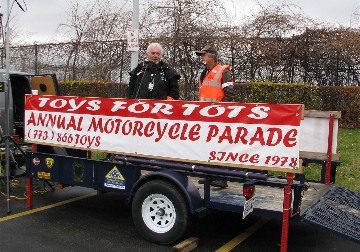 TOYS FOR TOTS
ANNUAL MOTORCYCLE PARADE
(773) 866TOYS
SINCE 1978